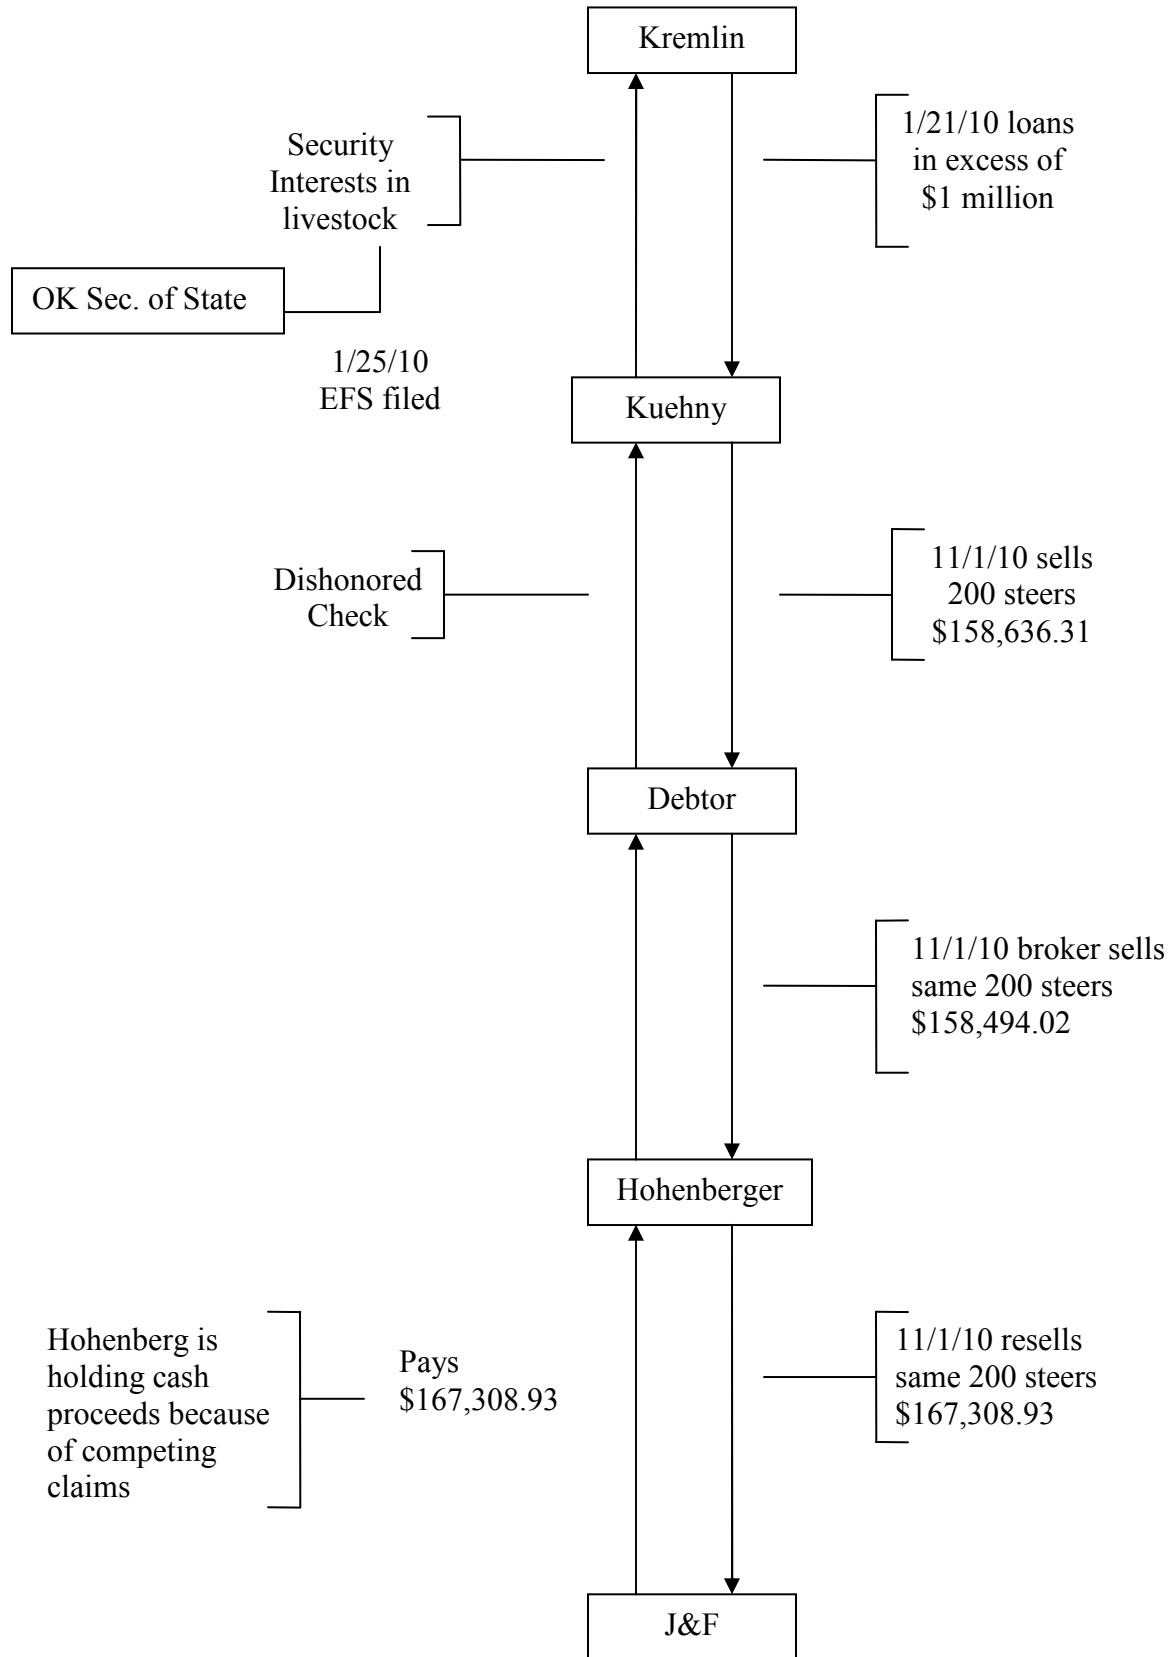 Kremlin
Security
Interests in
livestock
1/21/10 loans
in excess of
$1 million
OK Sec. of State
1/25/10
EFS filed
Kuehny
Dishonored
Check
11/1/10 sells
200 steers
$158,636.31
Debtor
11/1/10 broker sells
same 200 steers
$158,494.02
Hohenberger
Hohenberg is
holding cash
proceeds because
of competing
claims
Pays
$167,308.93
11/1/10 resells
same 200 steers
$167,308.93
J&F